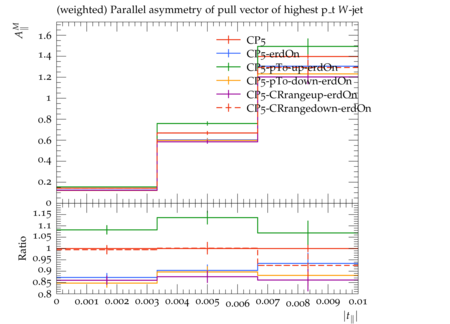 (weighted) Parallel asymmetry of pull vector of highest p_t W-jet
A^M_∥
CP5
CP5-erdOn
CP5-pTo-up-erdOn
CP5-pTo-down-erdOn
CP5-CRrangeup-erdOn
CP5-CRrangedown-erdOn
1.6
1.4
1.2
1
0.8
0.6
0.4
0.2
0
Ratio
1.15
1.1
1.05
1
0.95
0.9
0.85
0.8
0 0.001 0.002 0.003 0.004 0.005 0.006 0.007 0.008 0.009 0.01
|t_∥|